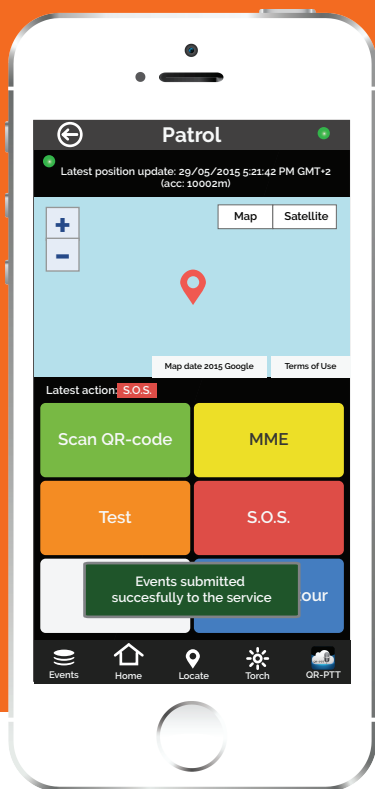 Patrol
Latest position update: 29/05/2015 5:21:42 PM GMT+2
(acc: 10002m)
+
−
Map
Satellite
Map date 2015 Google
Terms of Use
Latest action: S.O.S.
Scan QR-code
MME
Test
S.O.S.
Events submitted
succesfully to the service
our
Events
Home
Locate
Torch
QR-PTT